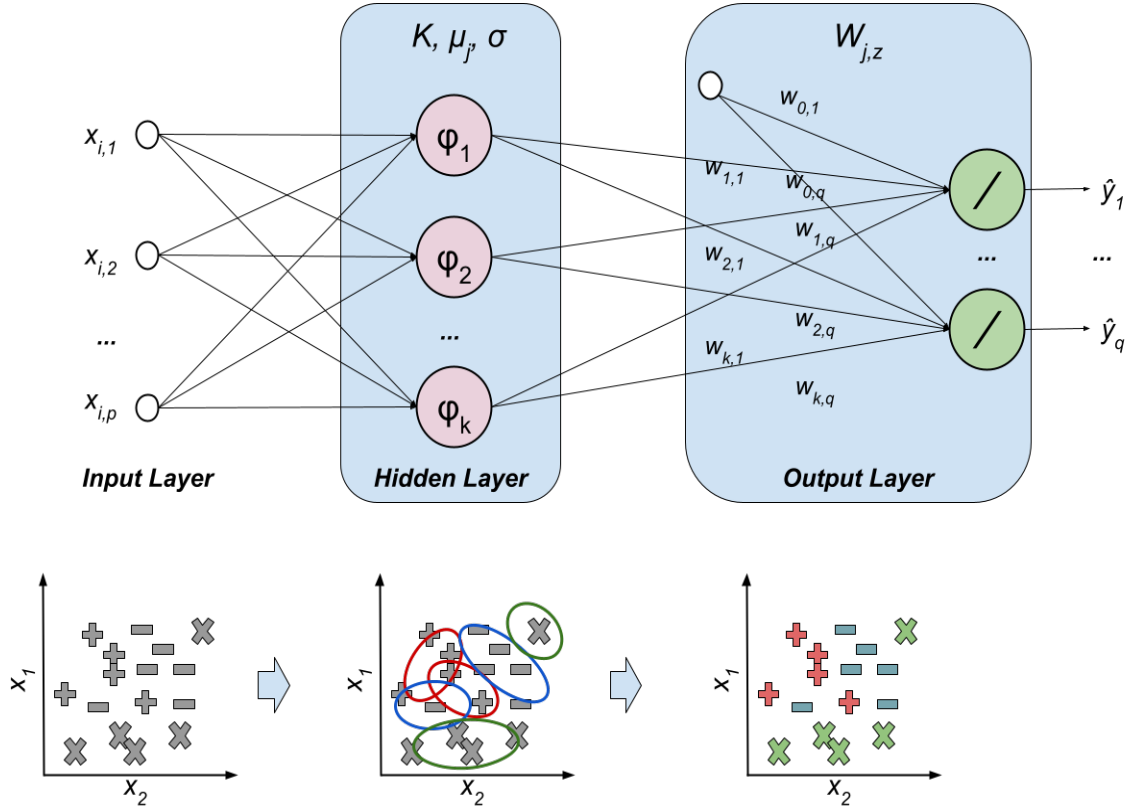 K, μj, σ
Wj,z
xi,1
φ1
w0,1
w1,1
w0,q
ŷ1
xi,2
φ2
w1,q
w2,1
...
...
...
...
w2,q
ŷq
wk,1
xi,p
φk
wk,q
Input Layer
Hidden Layer
Output Layer
x1
x2
x1
x2
x1
x2